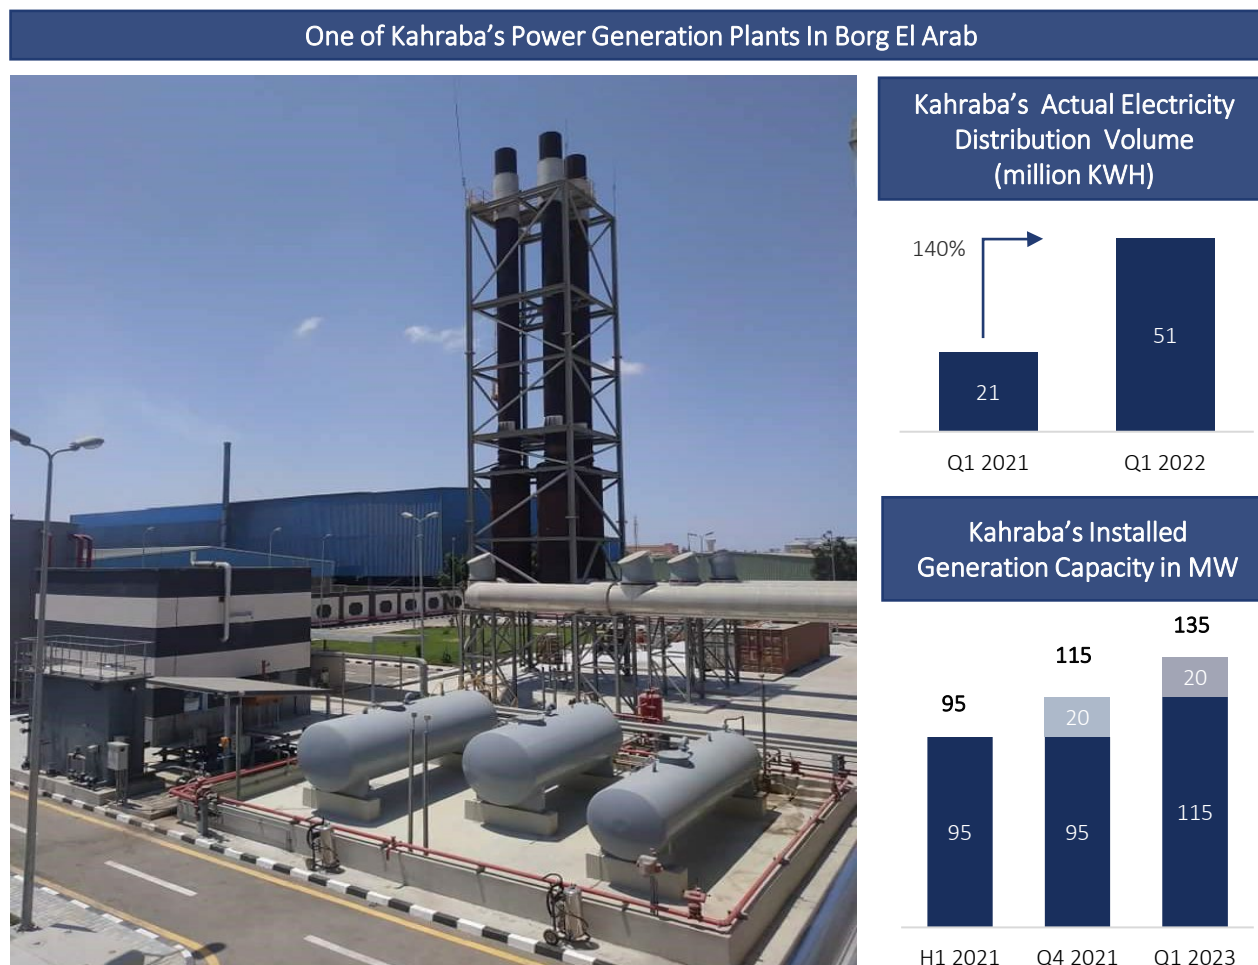 One of Kahraba's Power Generation Plants In Borg El Arab
Kahraba's Actual Electricity
Distribution Volume
(million KWH)
140%
51
21
Q1 2021
Q1 2022
Kahraba's Installed
Generation Capacity in MW
135
115
95
20
20
95
95
115
H1 2021
Q4 2021
Q1 2023